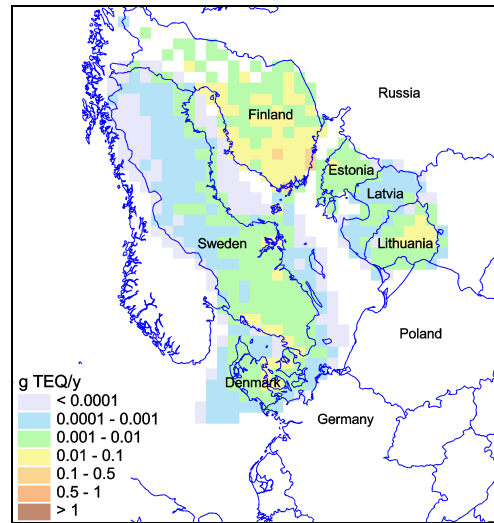 Russia
Finland
Estonia
Latvia
Sweden
Lithuania
Poland
Denmark
Germany
g TEQ/y
< 0.0001
0.0001 - 0.001
0.001 - 0.01
0.01 - 0.1
0.1 - 0.5
0.5 - 1
> 1